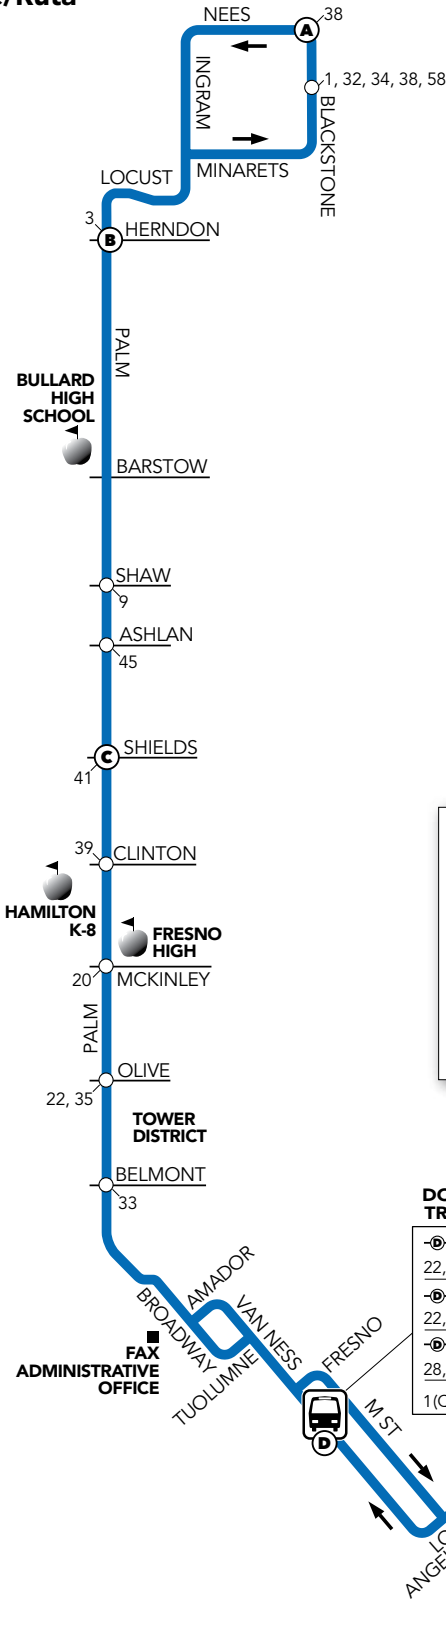 NEES
A
38
INGRAM
1, 32, 34, 38, 58
BLACKSTONE
MINARETS
LOCUST
3
B
HERNDON
PALM
BULLARD
HIGH
SCHOOL
BARSTOW
SHAW
9
ASHLAN
45
C
SHIELDS
41
39
CLINTON
HAMILTON
K-8
FRESNO
HIGH
20
MCKINLEY
PALM
OLIVE
22, 35
TOWER
DISTRICT
BELMONT
33
AMADOR
BROADWAY
VAN NESS
TUOLUMNE
FRESNO
FAX
ADMINISTRATIVE
OFFICE
M ST
D
D
22,
D
22,
D
28,